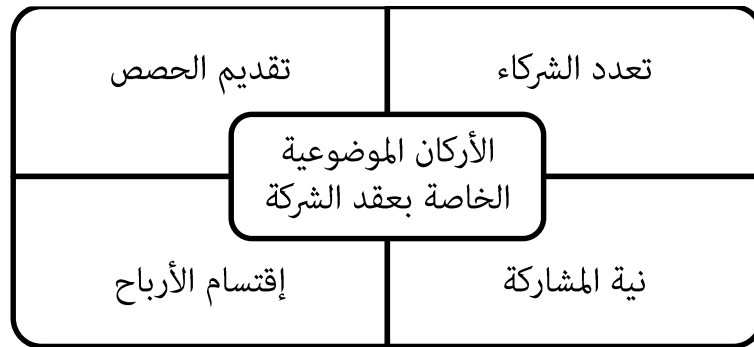 تعدد الشركاء
تقديم الحصص
الأركان الموضوعية
الخاصة بعقد الشركة
نية المشاركة
إقتسام الأرباح